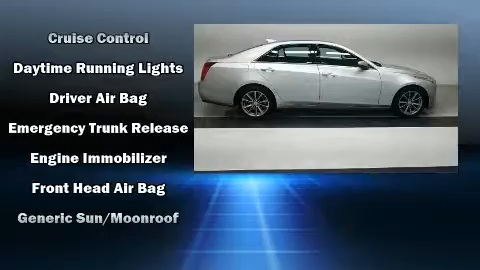 Cruise Control
Daytime Running Lights
Driver Air Bag
Emergency Trunk Release
Engine Immobilizer
Front Head Air Bag
Generic Sun/Moonroof